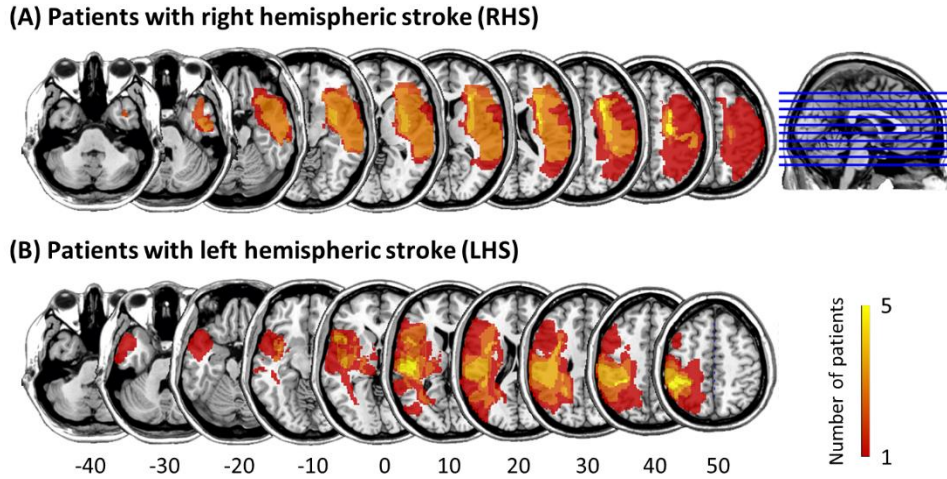 (A) Patients with right hemispheric stroke (RHS)
(B) Patients with left hemispheric stroke (LHS)
5
Number of patients
1
-40 -30 -20 -10 0 10 20 30 40 50